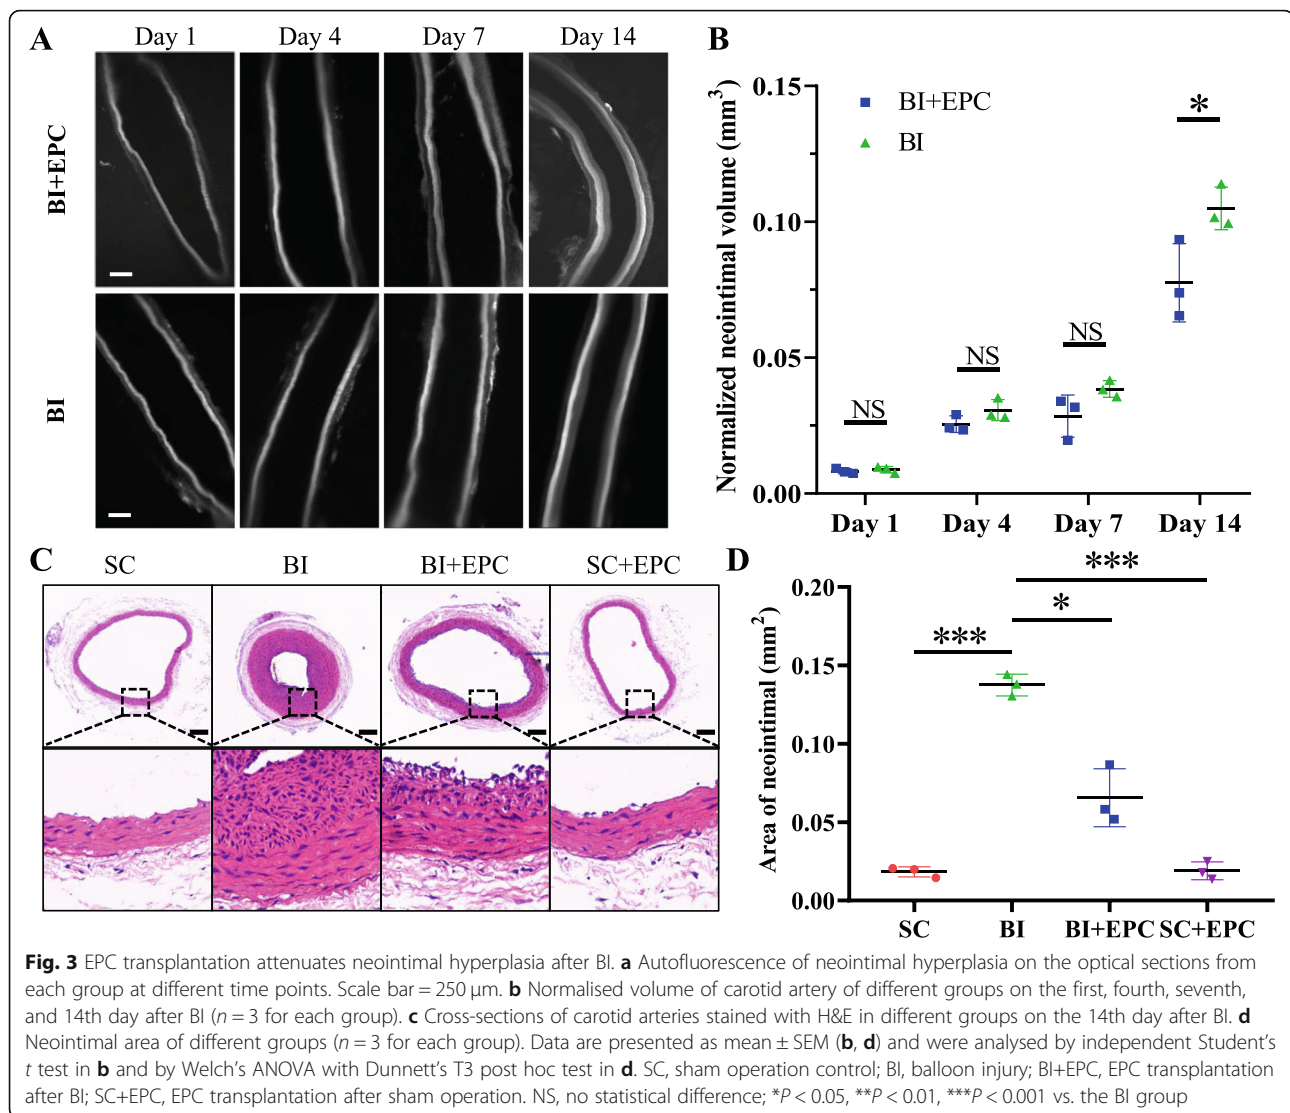 A
Day 1 Day 4 Day 7 Day 14
BI+EPC
BI
B
Normalized neointimal volume (mm³)
0.15
0.10
0.05
0.00
BI+EPC
BI
NS
NS
NS
*
Day 1 Day 4 Day 7 Day 14
C
SC BI BI+EPC SC+EPC
D
Area of neointimal (mm²)
0.20
0.15
0.10
0.05
0.00
***
*
***
SC BI BI+EPC SC+EPC
Fig. 3 EPC transplantation attenuates neointimal hyperplasia after BI. a Autofluorescence of neointimal hyperplasia on the optical sections from
each group at different time points. Scale bar = 250 μm. b Normalised volume of carotid artery of different groups on the first, fourth, seventh,
and 14th day after BI (n = 3 for each group). c Cross-sections of carotid arteries stained with H&E in different groups on the 14th day after BI. d
Neointimal area of different groups (n = 3 for each group). Data are presented as mean ± SEM (b, d) and were analysed by independent Student's
t test in b and by Welch's ANOVA with Dunnett's T3 post hoc test in d. SC, sham operation control; BI, balloon injury; BI+EPC, EPC transplantation
after BI; SC+EPC, EPC transplantation after sham operation. NS, no statistical difference; *P < 0.05, **P < 0.01, ***P < 0.001 vs. the BI group